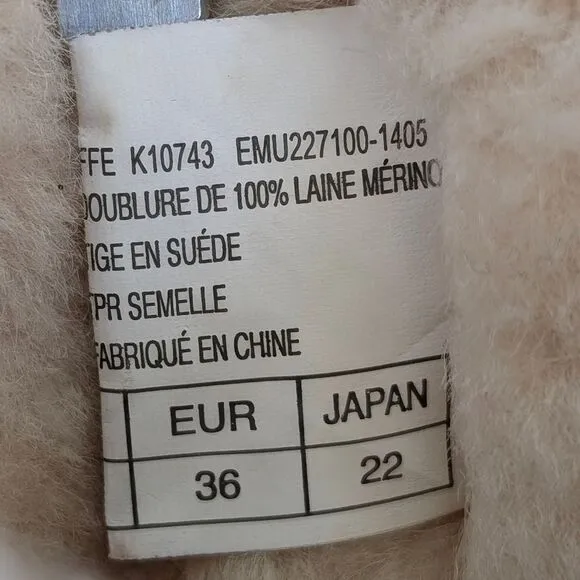 FFE K10743 EMU227100-1405
DOUBLURE DE 100% LAINE MÉRINO
TIGE EN SUÉDE
TPR SEMELLE
FABRIQUÉ EN CHINE
EUR JAPAN
36 22